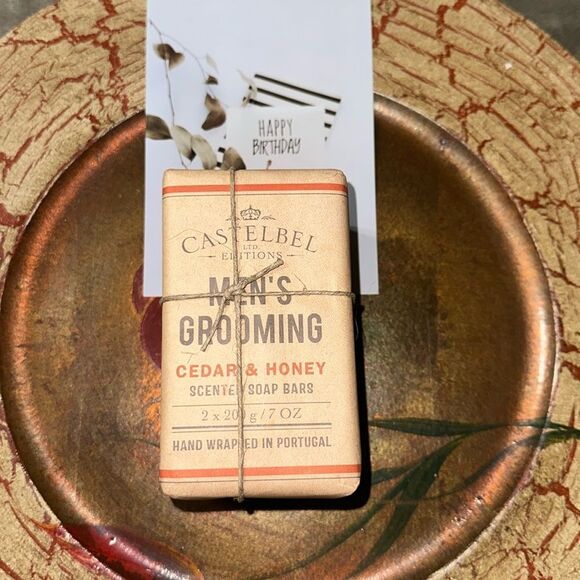 HAPPY
BIRTHDAY
CASTELBEL
LTD.
EDITIONS
MEN'S
GROOMING
CEDAR & HONEY
SCENTED SOAP BARS
2 x 200 g / 7 OZ
HAND WRAPPED IN PORTUGAL